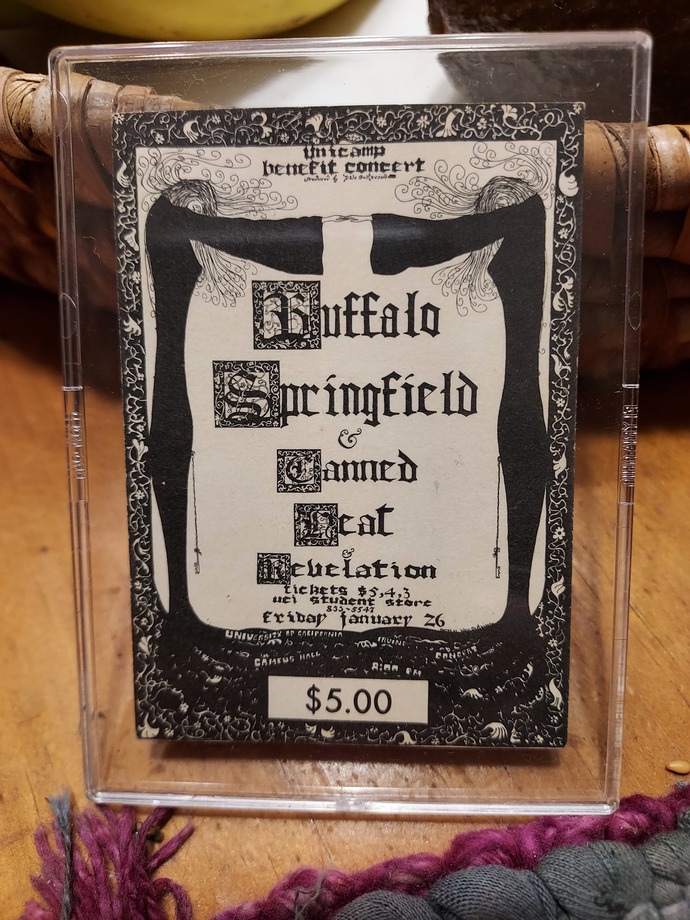 Unicamp
benefit concert
Buffalo
Springfield
&
Canned
Heat
&
Revelation
tickets $5,4,3
uci student store
833-5547
friday january 26
UNIVERSITY OF CALIFORNIA IRVINE
CAMPUS HALL CONCERT
8:00 PM
$5.00